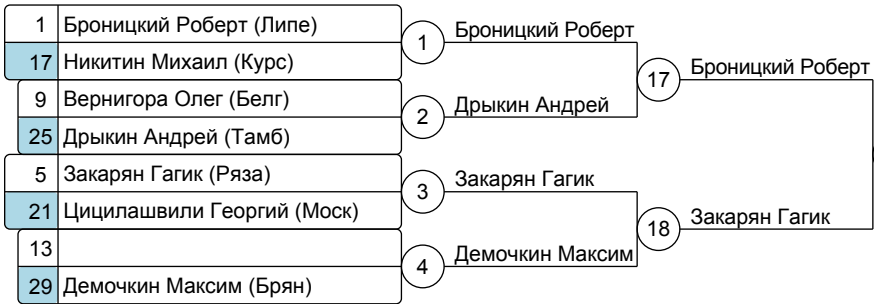 1 Броницкий Роберт (Липе)
17 Никитин Михаил (Курс)
1
Броницкий Роберт
9 Вернигора Олег (Белг)
25 Дрыкин Андрей (Тамб)
2
Дрыкин Андрей
17
Броницкий Роберт
5 Закарян Гагик (Ряза)
21 Цицилашвили Георгий (Моск)
3
Закарян Гагик
13
29 Демочкин Максим (Брян)
4
Демочкин Максим
18
Закарян Гагик